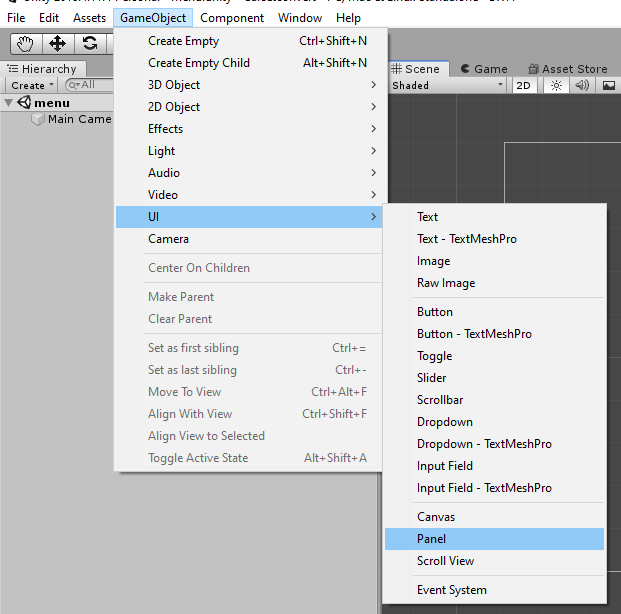 File Edit Assets GameObject Component Window Help
Hierarchy
Create All
menu
Main Came
Create Empty Ctrl+Shift+N
Create Empty Child Alt+Shift+N
3D Object
2D Object
Effects
Light
Audio
Video
UI
Camera
Center On Children
Make Parent
Clear Parent
Set as first sibling Ctrl+=
Set as last sibling Ctrl+-
Move To View Ctrl+Alt+F
Align With View Ctrl+Shift+F
Align View to Selected
Toggle Active State Alt+Shift+A
Scene Game Asset Store
Shaded 2D
Text
Text - TextMeshPro
Image
Raw Image
Button
Button - TextMeshPro
Toggle
Slider
Scrollbar
Dropdown
Dropdown - TextMeshPro
Input Field
Input Field - TextMeshPro
Canvas
Panel
Scroll View
Event System